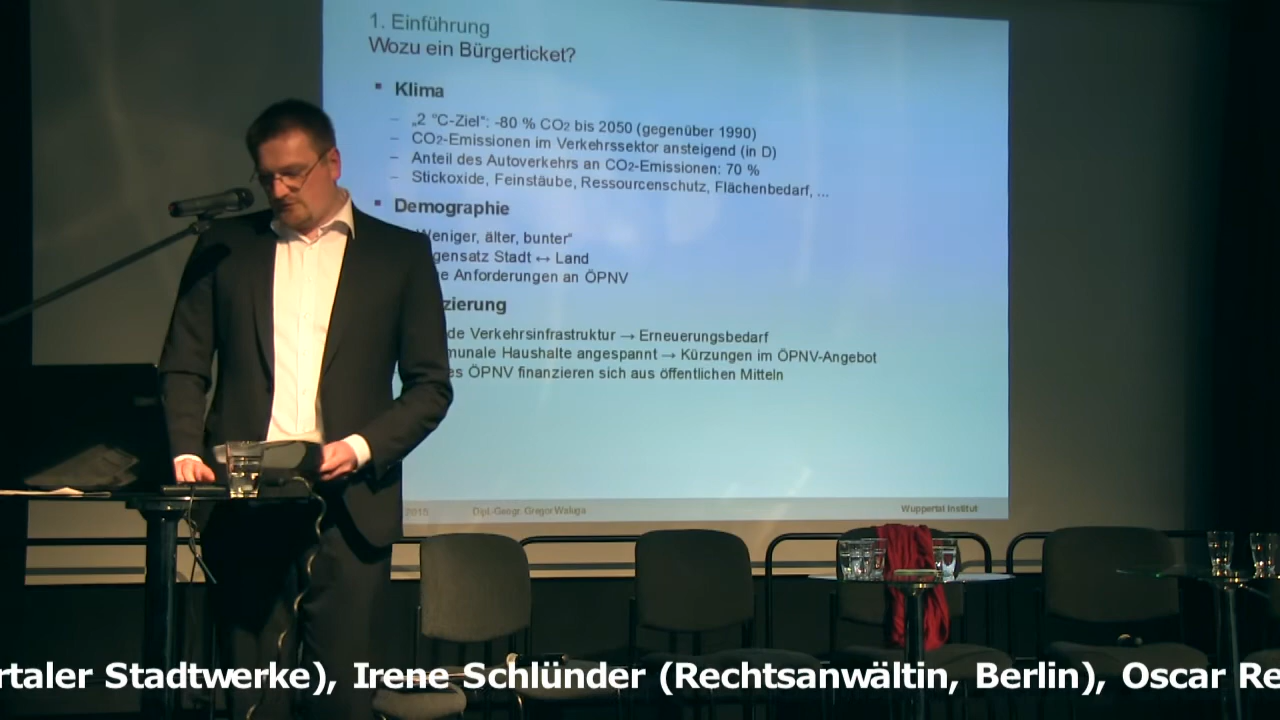 1. Einführung
Wozu ein Bürgerticket?
Klima
– „2 °C-Ziel“: -80 % CO2 bis 2050 (gegenüber 1990)
– CO2-Emissionen im Verkehrssektor ansteigend (in D)
– Anteil des Autoverkehrs an CO2-Emissionen: 70 %
– Stickoxide, Feinstäube, Ressourcenschutz, Flächenbedarf, ...
Demographie
Weniger, älter, bunter“
gensatz Stadt ↔ Land
e Anforderungen an ÖPNV
zierung
de Verkehrsinfrastruktur → Erneuerungsbedarf
munale Haushalte angespannt → Kürzungen im ÖPNV-Angebot
es ÖPNV finanzieren sich aus öffentlichen Mitteln
2015 Dipl.-Geogr. Gregor Waluga Wuppertal Institut
rtaler Stadtwerke), Irene Schlünder (Rechtsanwältin, Berlin), Oscar Re